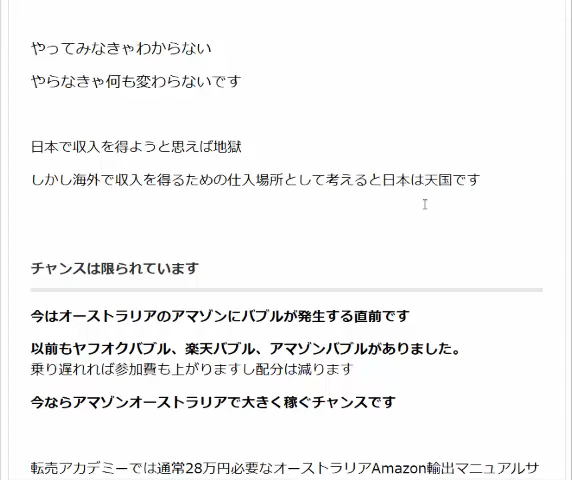 やってみなきゃわからない
やらなきゃ何も変わらないです
日本で収入を得ようと思えば地獄
しかし海外で収入を得るための仕入場所として考えると日本は天国です
チャンスは限られています
今はオーストラリアのアマゾンにバブルが発生する直前です
以前もヤフオクバブル、楽天バブル、アマゾンバブルがありました。
乗り遅れれば参加費も上がりますし配分は減ります
今ならアマゾンオーストラリアで大きく稼ぐチャンスです
転売アカデミーでは通常28万円必要なオーストラリアAmazon輸出マニュアルサ